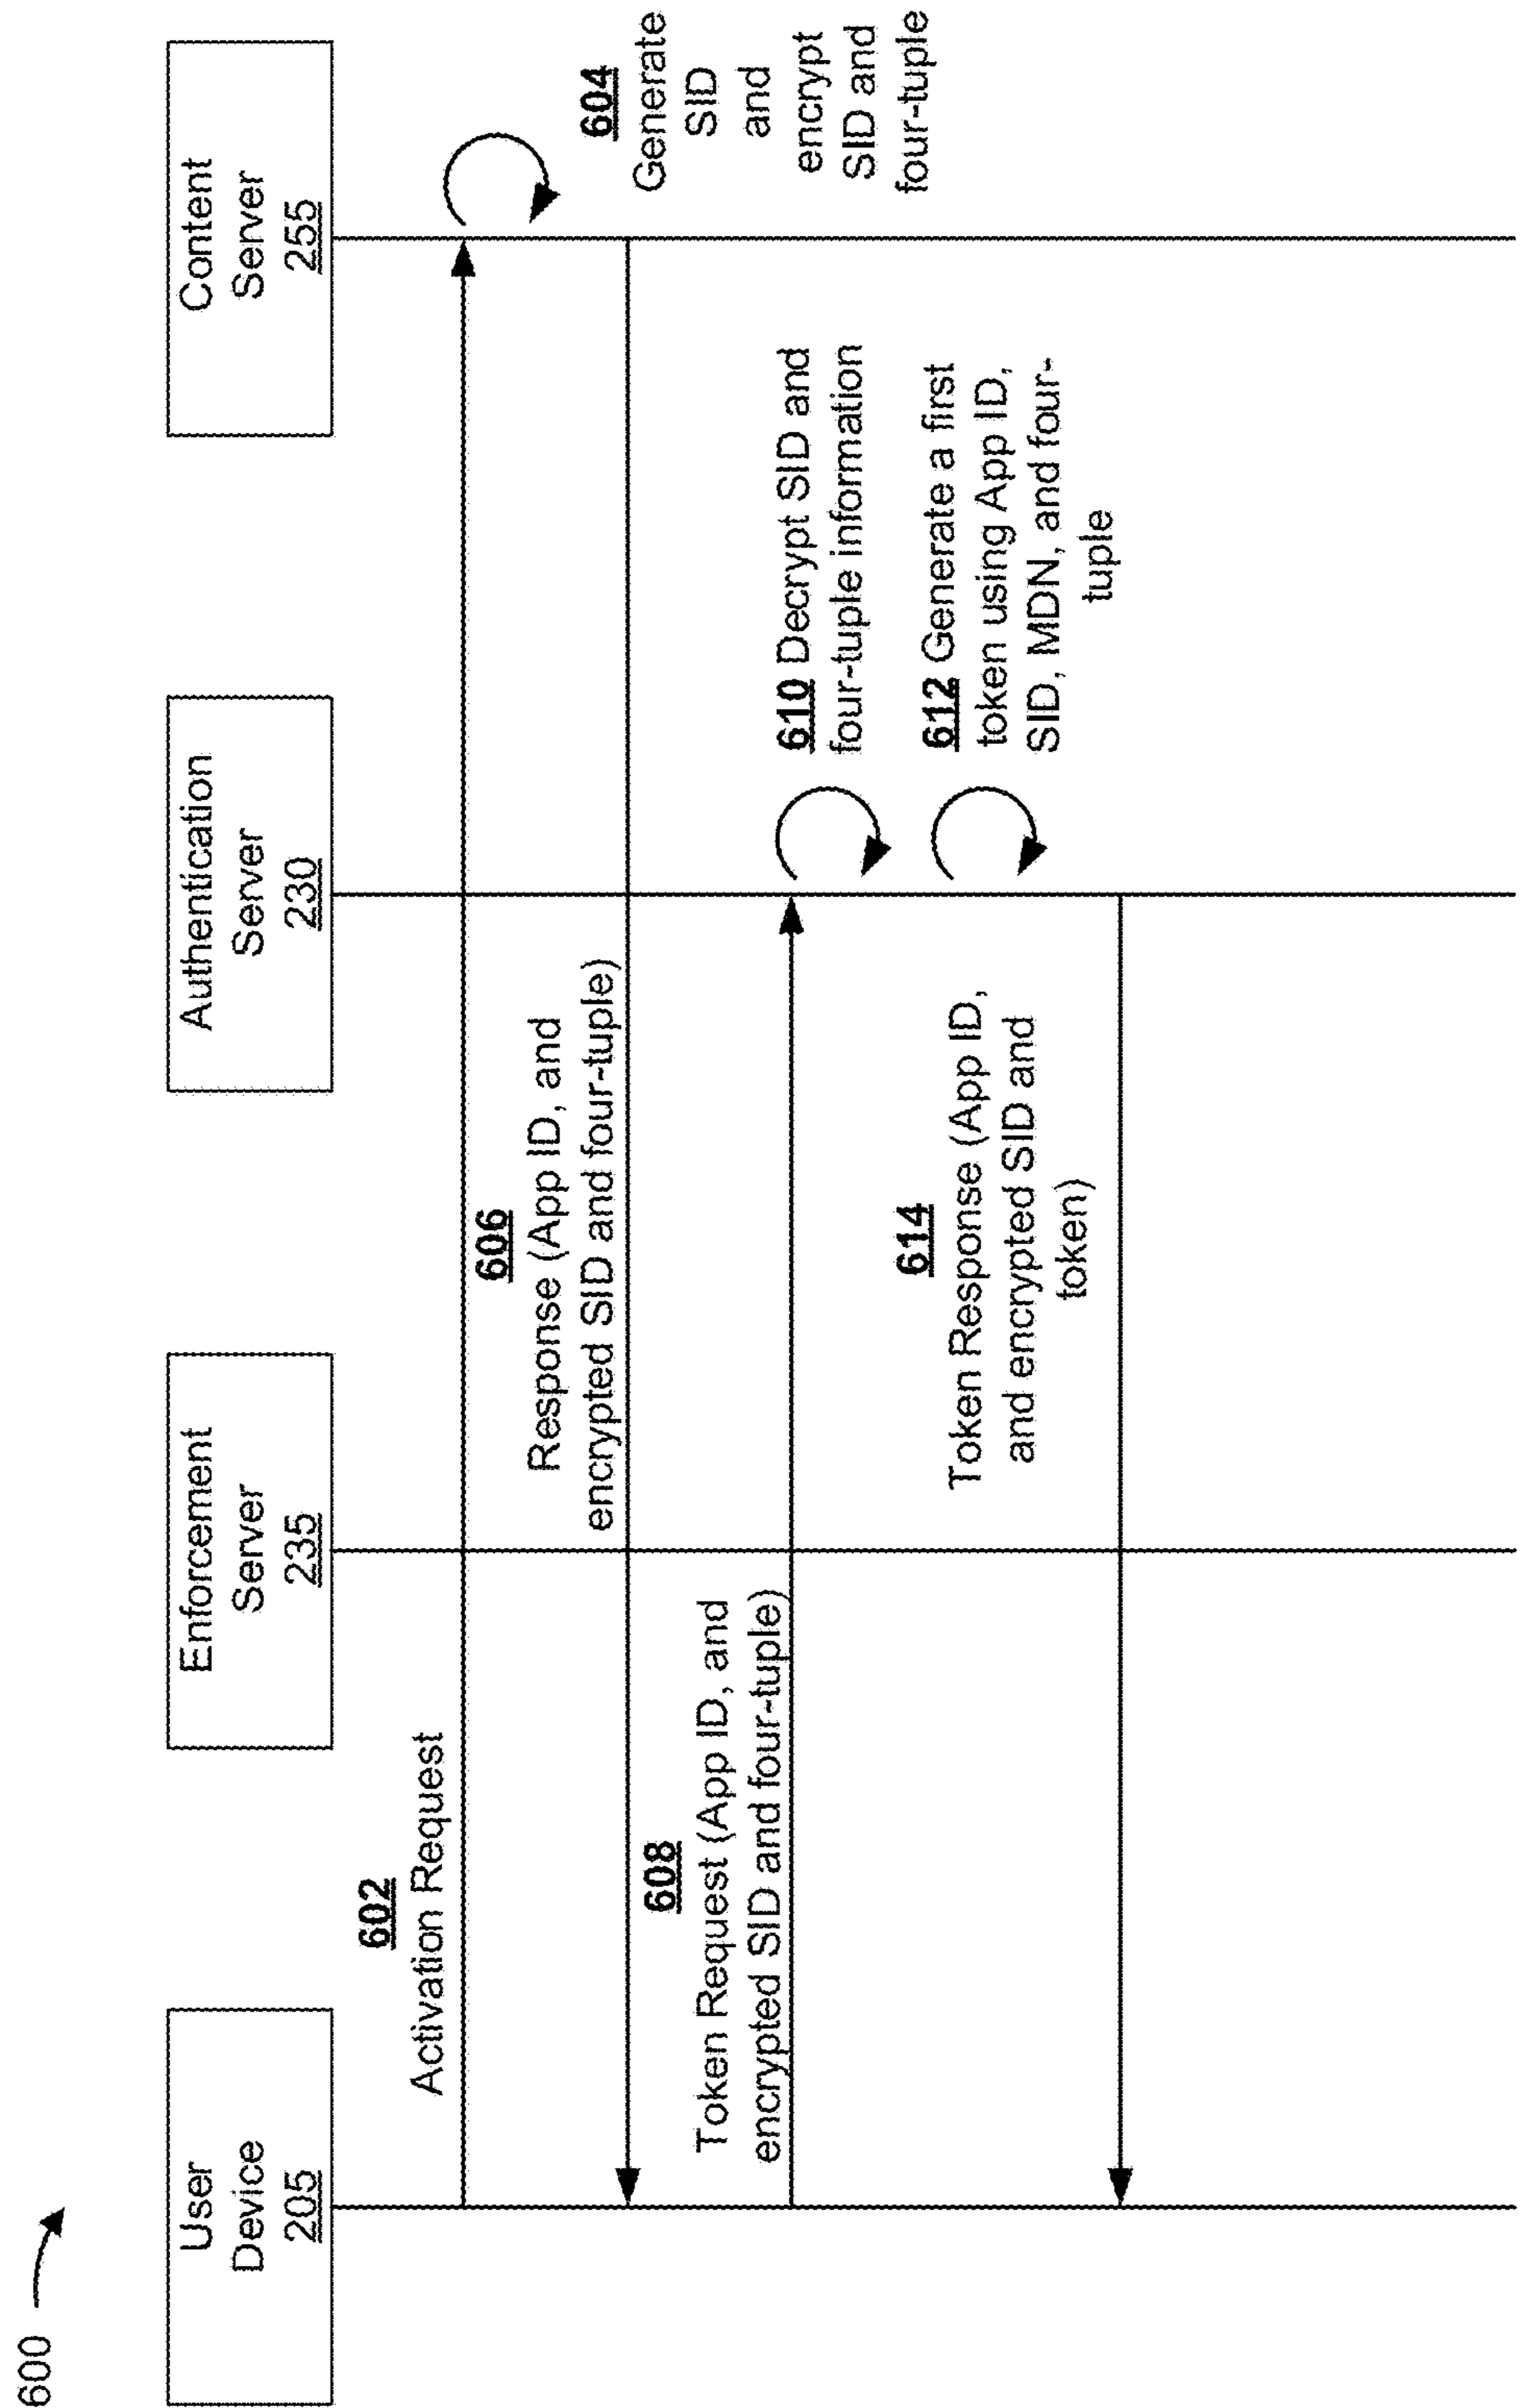 600
User
Device
205
Enforcement
Server
235
Authentication
Server
230
Content
Server
255
602
Activation Request
604
Generate
SID
and
encrypt
SID and
four-tuple
606
Response (App ID, and
encrypted SID and four-tuple)
608
Token Request (App ID, and
encrypted SID and four-tuple)
610 Decrypt SID and
four-tuple information
612 Generate a first
token using App ID,
SID, MDN, and four-
tuple
614
Token Response (App ID,
and encrypted SID and
token)